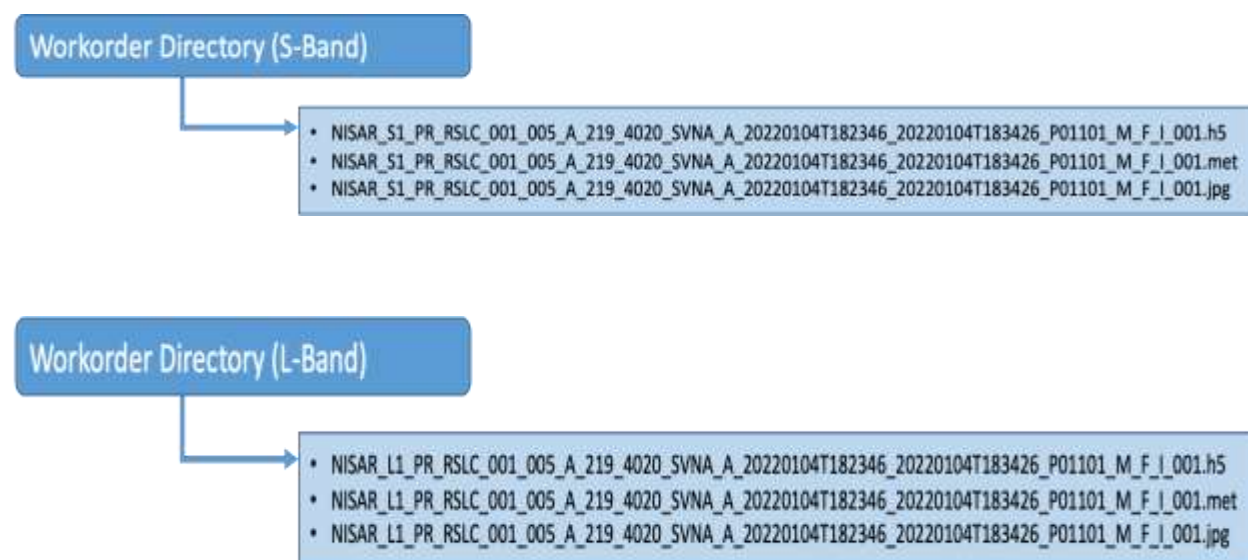 Workorder Directory (S-Band)
• NISAR_S1_PR_RSLC_001_005_A_219_4020_SVNA_A_20220104T182346_20220104T183426_P01101_M_F_I_001.h5
• NISAR_S1_PR_RSLC_001_005_A_219_4020_SVNA_A_20220104T182346_20220104T183426_P01101_M_F_I_001.met
• NISAR_S1_PR_RSLC_001_005_A_219_4020_SVNA_A_20220104T182346_20220104T183426_P01101_M_F_I_001.jpg
Workorder Directory (L-Band)
• NISAR_L1_PR_RSLC_001_005_A_219_4020_SVNA_A_20220104T182346_20220104T183426_P01101_M_F_I_001.h5
• NISAR_L1_PR_RSLC_001_005_A_219_4020_SVNA_A_20220104T182346_20220104T183426_P01101_M_F_I_001.met
• NISAR_L1_PR_RSLC_001_005_A_219_4020_SVNA_A_20220104T182346_20220104T183426_P01101_M_F_I_001.jpg